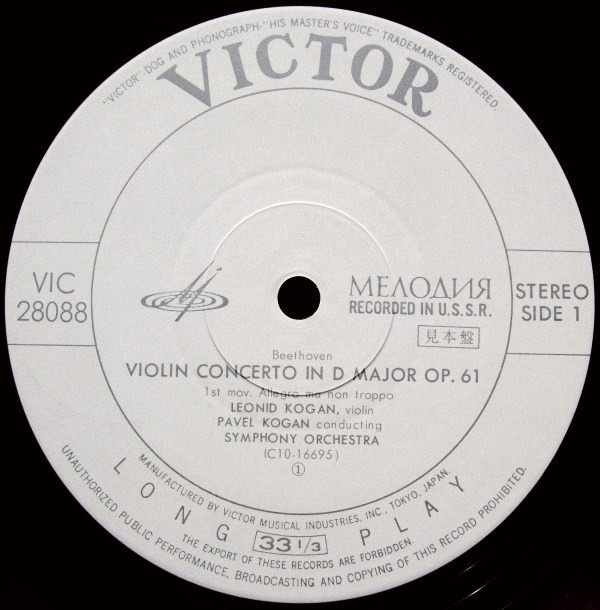 "VICTOR"-DOG AND PHONOGRAPH-"HIS MASTER'S VOICE" TRADEMARKS REGISTERED.
VICTOR
VIC
28088
МЕЛОДИЯ
RECORDED IN U.S.S.R.
STEREO
SIDE 1
見本盤
Beethoven
VIOLIN CONCERTO IN D MAJOR OP. 61
1st mov. Allegro ma non troppo
LEONID KOGAN, violin
PAVEL KOGAN conducting
SYMPHONY ORCHESTRA
(C10-16695)
①
MANUFACTURED BY VICTOR MUSICAL INDUSTRIES, INC., TOKYO, JAPAN.
LONG PLAY
33 1/3
THE EXPORT OF THESE RECORDS ARE FORBIDDEN.
UNAUTHORIZED PUBLIC PERFORMANCE, BROADCASTING AND COPYING OF THIS RECORD PROHIBITED.